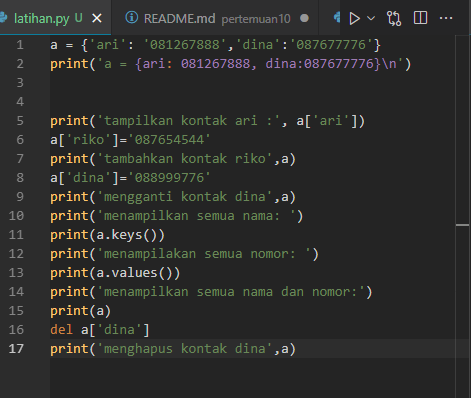 latihan.py U × README.md pertemuan10
1 a = {'ari': '081267888','dina':'087677776'}
2 print('a = {ari: 081267888, dina:087677776}\n')
3
4
5 print('tampilkan kontak ari :', a['ari'])
6 a['riko']='087654544'
7 print('tambahkan kontak riko',a)
8 a['dina']='088999776'
9 print('mengganti kontak dina',a)
10 print('menampilkan semua nama: ')
11 print(a.keys())
12 print('menampilakan semua nomor: ')
13 print(a.values())
14 print('menampilkan semua nama dan nomor:')
15 print(a)
16 del a['dina']
17 print('menghapus kontak dina',a)